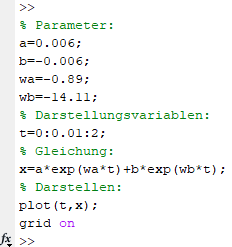 >>
% Parameter:
a=0.006;
b=-0.006;
wa=-0.89;
wb=-14.11;
% Darstellungsvariablen:
t=0:0.01:2;
% Gleichung:
x=a*exp(wa*t)+b*exp(wb*t);
% Darstellen:
plot(t,x);
grid on
fx >>